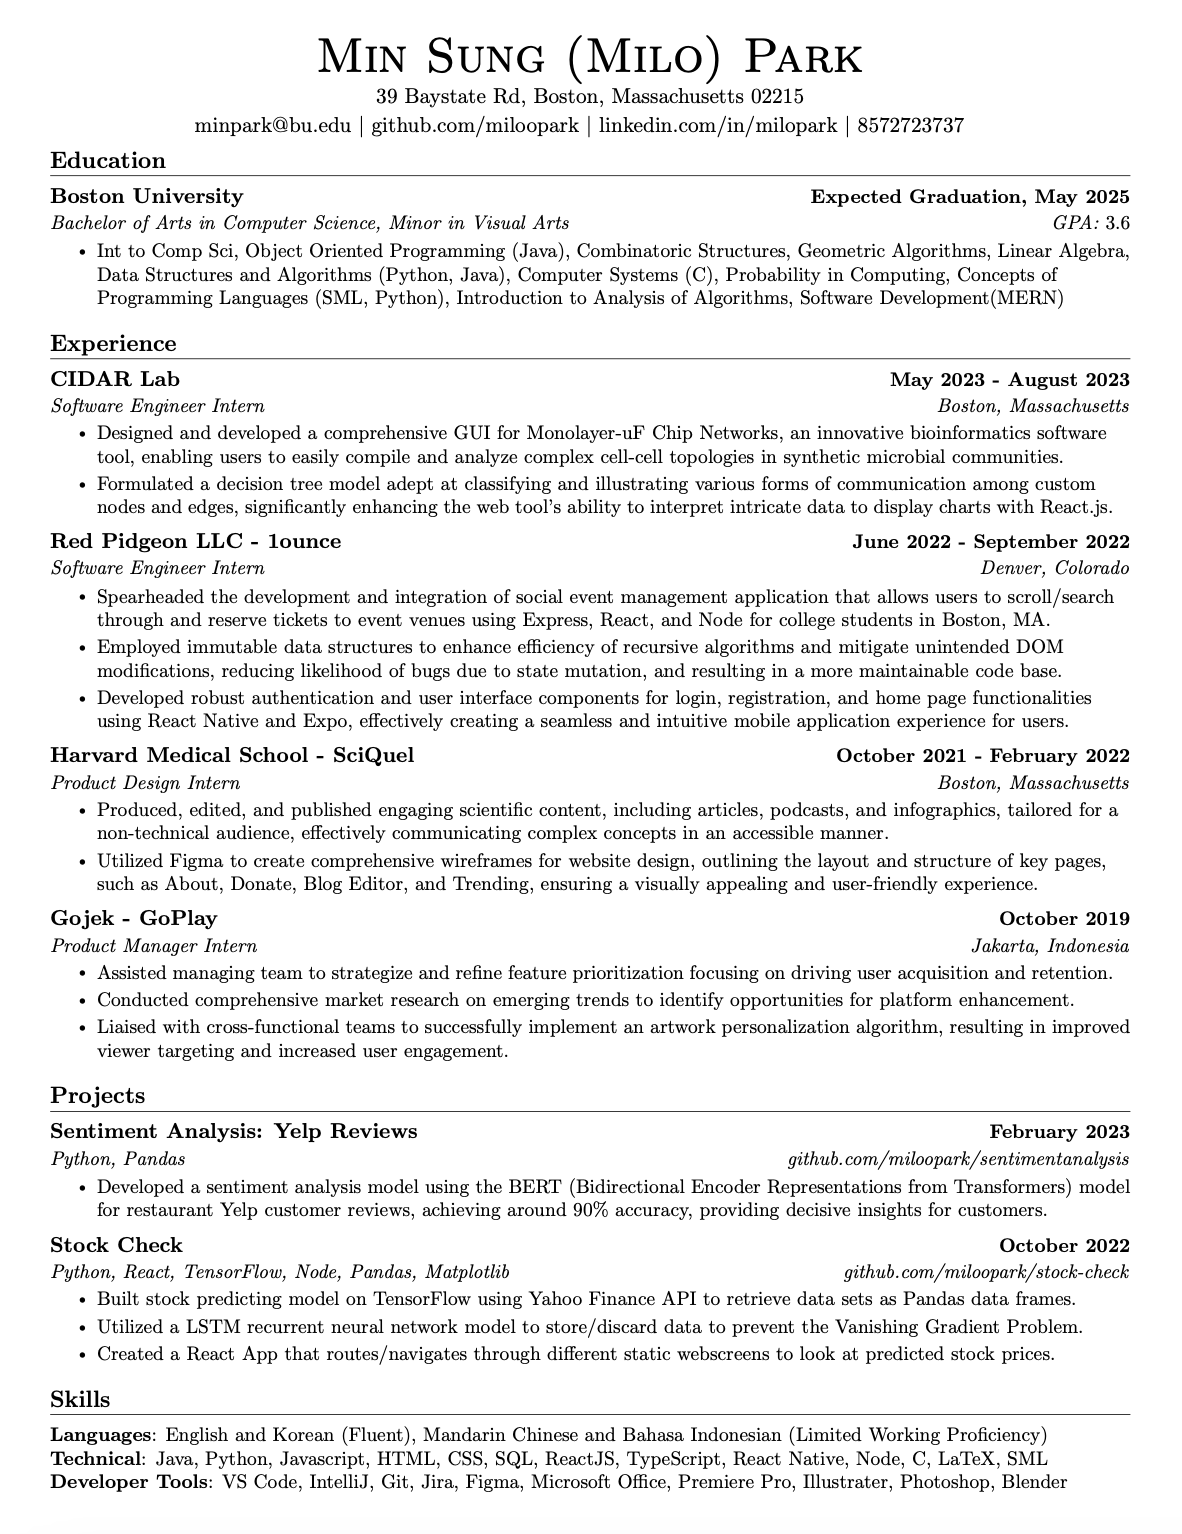 Min Sung (Milo) Park
39 Baystate Rd, Boston, Massachusetts 02215
minpark@bu.edu | github.com/miloopark | linkedin.com/in/milopark | 8572723737
Education
Boston University Expected Graduation, May 2025
Bachelor of Arts in Computer Science, Minor in Visual Arts GPA: 3.6
• Int to Comp Sci, Object Oriented Programming (Java), Combinatoric Structures, Geometric Algorithms, Linear Algebra,
Data Structures and Algorithms (Python, Java), Computer Systems (C), Probability in Computing, Concepts of
Programming Languages (SML, Python), Introduction to Analysis of Algorithms, Software Development(MERN)
Experience
CIDAR Lab May 2023 - August 2023
Software Engineer Intern Boston, Massachusetts
• Designed and developed a comprehensive GUI for Monolayer-uF Chip Networks, an innovative bioinformatics software
tool, enabling users to easily compile and analyze complex cell-cell topologies in synthetic microbial communities.
• Formulated a decision tree model adept at classifying and illustrating various forms of communication among custom
nodes and edges, significantly enhancing the web tool's ability to interpret intricate data to display charts with React.js.
Red Pidgeon LLC - 1ounce June 2022 - September 2022
Software Engineer Intern Denver, Colorado
• Spearheaded the development and integration of social event management application that allows users to scroll/search
through and reserve tickets to event venues using Express, React, and Node for college students in Boston, MA.
• Employed immutable data structures to enhance efficiency of recursive algorithms and mitigate unintended DOM
modifications, reducing likelihood of bugs due to state mutation, and resulting in a more maintainable code base.
• Developed robust authentication and user interface components for login, registration, and home page functionalities
using React Native and Expo, effectively creating a seamless and intuitive mobile application experience for users.
Harvard Medical School - SciQuel October 2021 - February 2022
Product Design Intern Boston, Massachusetts
• Produced, edited, and published engaging scientific content, including articles, podcasts, and infographics, tailored for a
non-technical audience, effectively communicating complex concepts in an accessible manner.
• Utilized Figma to create comprehensive wireframes for website design, outlining the layout and structure of key pages,
such as About, Donate, Blog Editor, and Trending, ensuring a visually appealing and user-friendly experience.
Gojek - GoPlay October 2019
Product Manager Intern Jakarta, Indonesia
• Assisted managing team to strategize and refine feature prioritization focusing on driving user acquisition and retention.
• Conducted comprehensive market research on emerging trends to identify opportunities for platform enhancement.
• Liaised with cross-functional teams to successfully implement an artwork personalization algorithm, resulting in improved
viewer targeting and increased user engagement.
Projects
Sentiment Analysis: Yelp Reviews February 2023
Python, Pandas github.com/miloopark/sentimentanalysis
• Developed a sentiment analysis model using the BERT (Bidirectional Encoder Representations from Transformers) model
for restaurant Yelp customer reviews, achieving around 90% accuracy, providing decisive insights for customers.
Stock Check October 2022
Python, React, TensorFlow, Node, Pandas, Matplotlib github.com/miloopark/stock-check
• Built stock predicting model on TensorFlow using Yahoo Finance API to retrieve data sets as Pandas data frames.
• Utilized a LSTM recurrent neural network model to store/discard data to prevent the Vanishing Gradient Problem.
• Created a React App that routes/navigates through different static webscreens to look at predicted stock prices.
Skills
Languages: English and Korean (Fluent), Mandarin Chinese and Bahasa Indonesian (Limited Working Proficiency)
Technical: Java, Python, Javascript, HTML, CSS, SQL, ReactJS, TypeScript, React Native, Node, C, LaTeX, SML
Developer Tools: VS Code, IntelliJ, Git, Jira, Figma, Microsoft Office, Premiere Pro, Illustrater, Photoshop, Blender